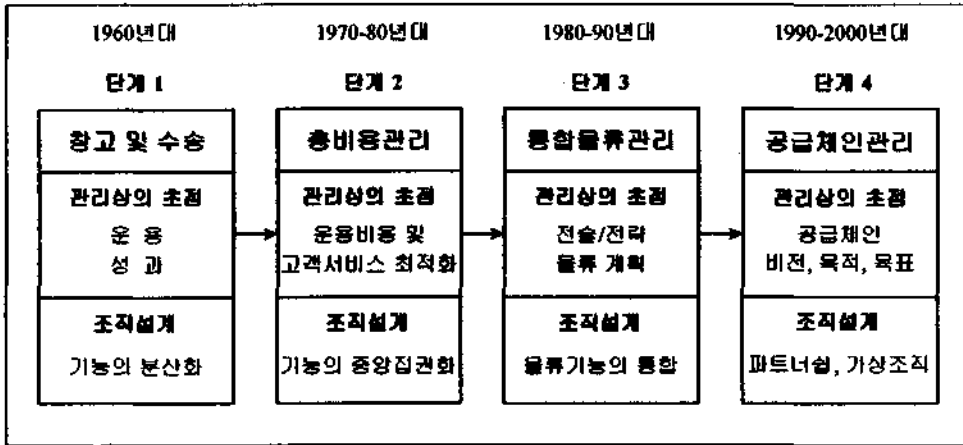 1960년대
단계 1
창고 및 수송
관리상의 초점
운 용
성 과
조직설계
기능의 분산화
1970-80년대
단계 2
총비용관리
관리상의 초점
운용비용 및
고객서비스 최적화
조직설계
기능의 중앙집권화
1980-90년대
단계 3
통합물류관리
관리상의 초점
전술/전략
물류 계획
조직설계
물류기능의 통합
1990-2000년대
단계 4
공급체인관리
관리상의 초점
공급체인
비전, 목적, 목표
조직설계
파트너쉽, 가상조직